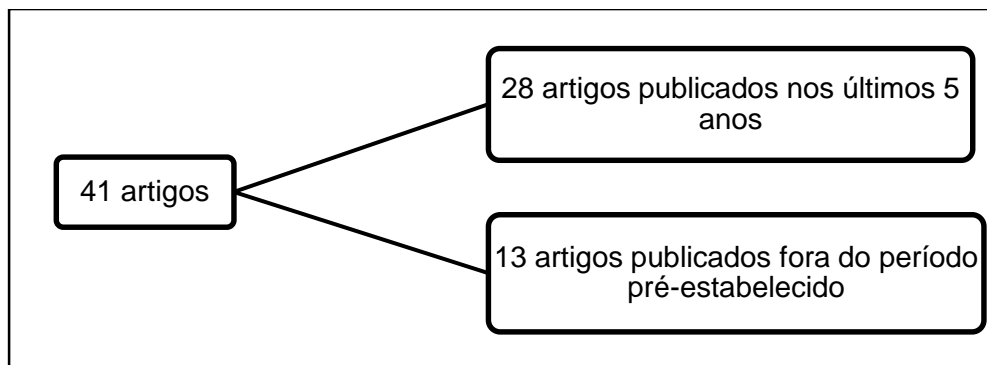 41 artigos
28 artigos publicados nos últimos 5
anos
13 artigos publicados fora do período
pré-estabelecido